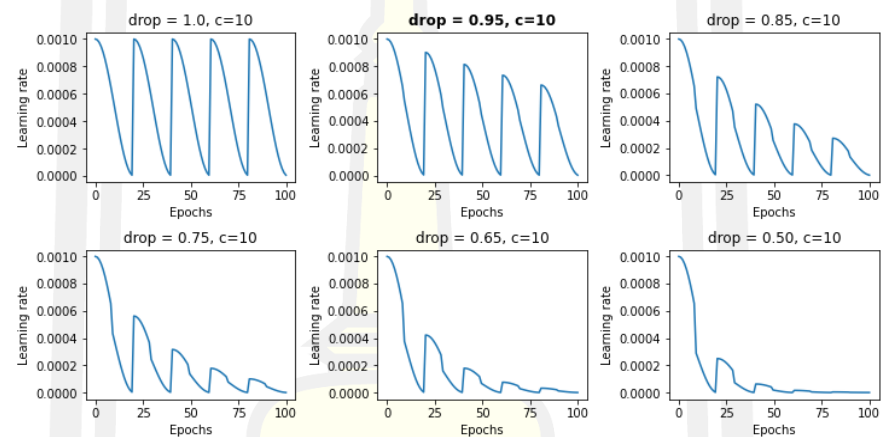 drop = 1.0, c=10
0.0010
0.0008
0.0006
0.0004
0.0002
0.0000
Learning rate
0 25 50 75 100
Epochs
drop = 0.95, c=10
0.0010
0.0008
0.0006
0.0004
0.0002
0.0000
Learning rate
0 25 50 75 100
Epochs
drop = 0.85, c=10
0.0010
0.0008
0.0006
0.0004
0.0002
0.0000
Learning rate
0 25 50 75 100
Epochs
drop = 0.75, c=10
0.0010
0.0008
0.0006
0.0004
0.0002
0.0000
Learning rate
0 25 50 75 100
Epochs
drop = 0.65, c=10
0.0010
0.0008
0.0006
0.0004
0.0002
0.0000
Learning rate
0 25 50 75 100
Epochs
drop = 0.50, c=10
0.0010
0.0008
0.0006
0.0004
0.0002
0.0000
Learning rate
0 25 50 75 100
Epochs